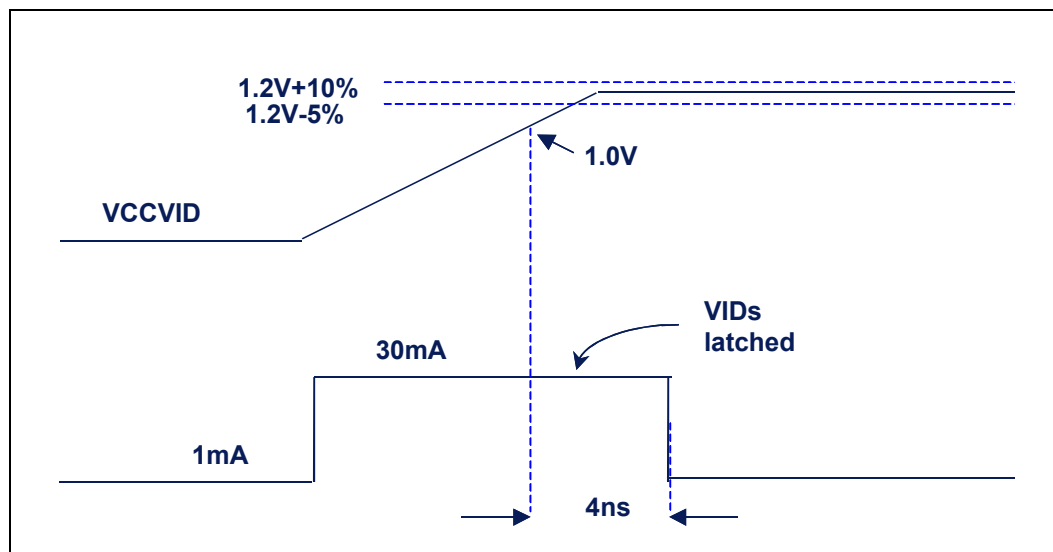 1.2V+10%
1.2V-5%
1.0V
VCCVID
VIDs
latched
30mA
1mA
4ns